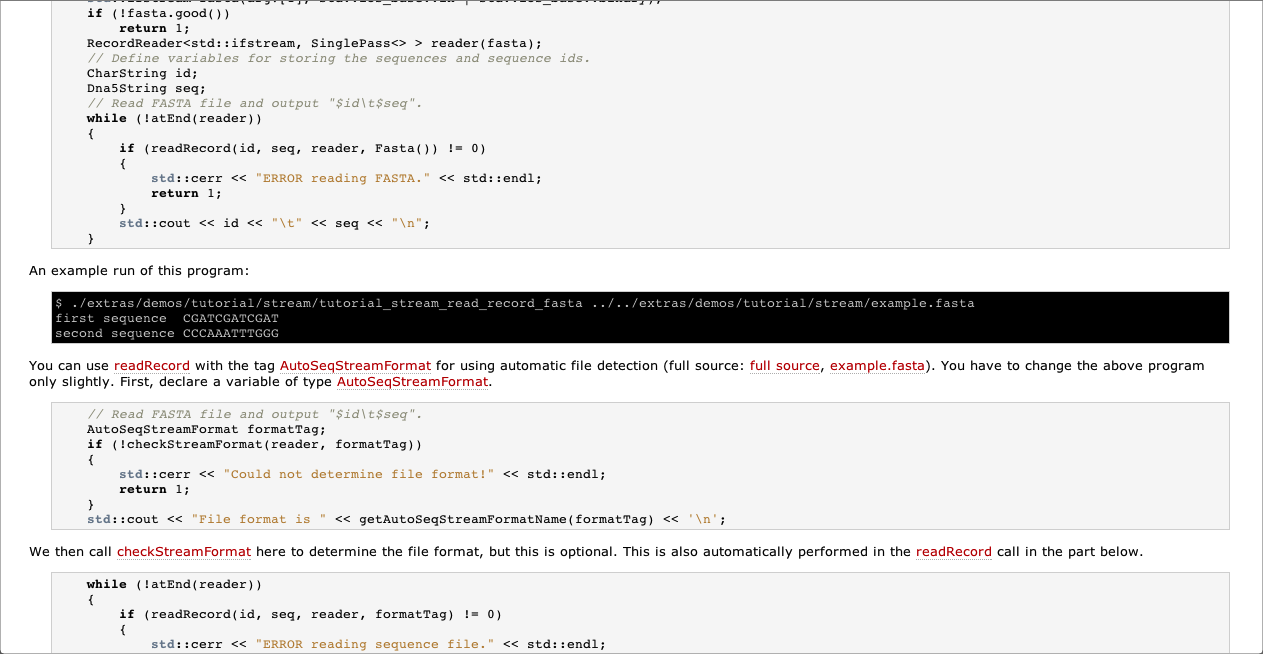 if (!fasta.good())
return 1;
RecordReader<std::ifstream, SinglePass<> > reader(fasta);
// Define variables for storing the sequences and sequence ids.
CharString id;
Dna5String seq;
// Read FASTA file and output "$id\t$seq".
while (!atEnd(reader))
{
if (readRecord(id, seq, reader, Fasta()) != 0)
{
std::cerr << "ERROR reading FASTA." << std::endl;
return 1;
}
std::cout << id << "\t" << seq << "\n";
}
An example run of this program:
$ ./extras/demos/tutorial/stream/tutorial_stream_read_record_fasta ../../extras/demos/tutorial/stream/example.fasta
first sequence  CGATCGATCGAT
second sequence CCCAAATTTGGG
You can use readRecord with the tag AutoSeqStreamFormat for using automatic file detection (full source: full source, example.fasta). You have to change the above program
only slightly. First, declare a variable of type AutoSeqStreamFormat.
// Read FASTA file and output "$id\t$seq".
AutoSeqStreamFormat formatTag;
if (!checkStreamFormat(reader, formatTag))
{
std::cerr << "Could not determine file format!" << std::endl;
return 1;
}
std::cout << "File format is " << getAutoSeqStreamFormatName(formatTag) << '\n';
We then call checkStreamFormat here to determine the file format, but this is optional. This is also automatically performed in the readRecord call in the part below.
while (!atEnd(reader))
{
if (readRecord(id, seq, reader, formatTag) != 0)
{
std::cerr << "ERROR reading sequence file." << std::endl;